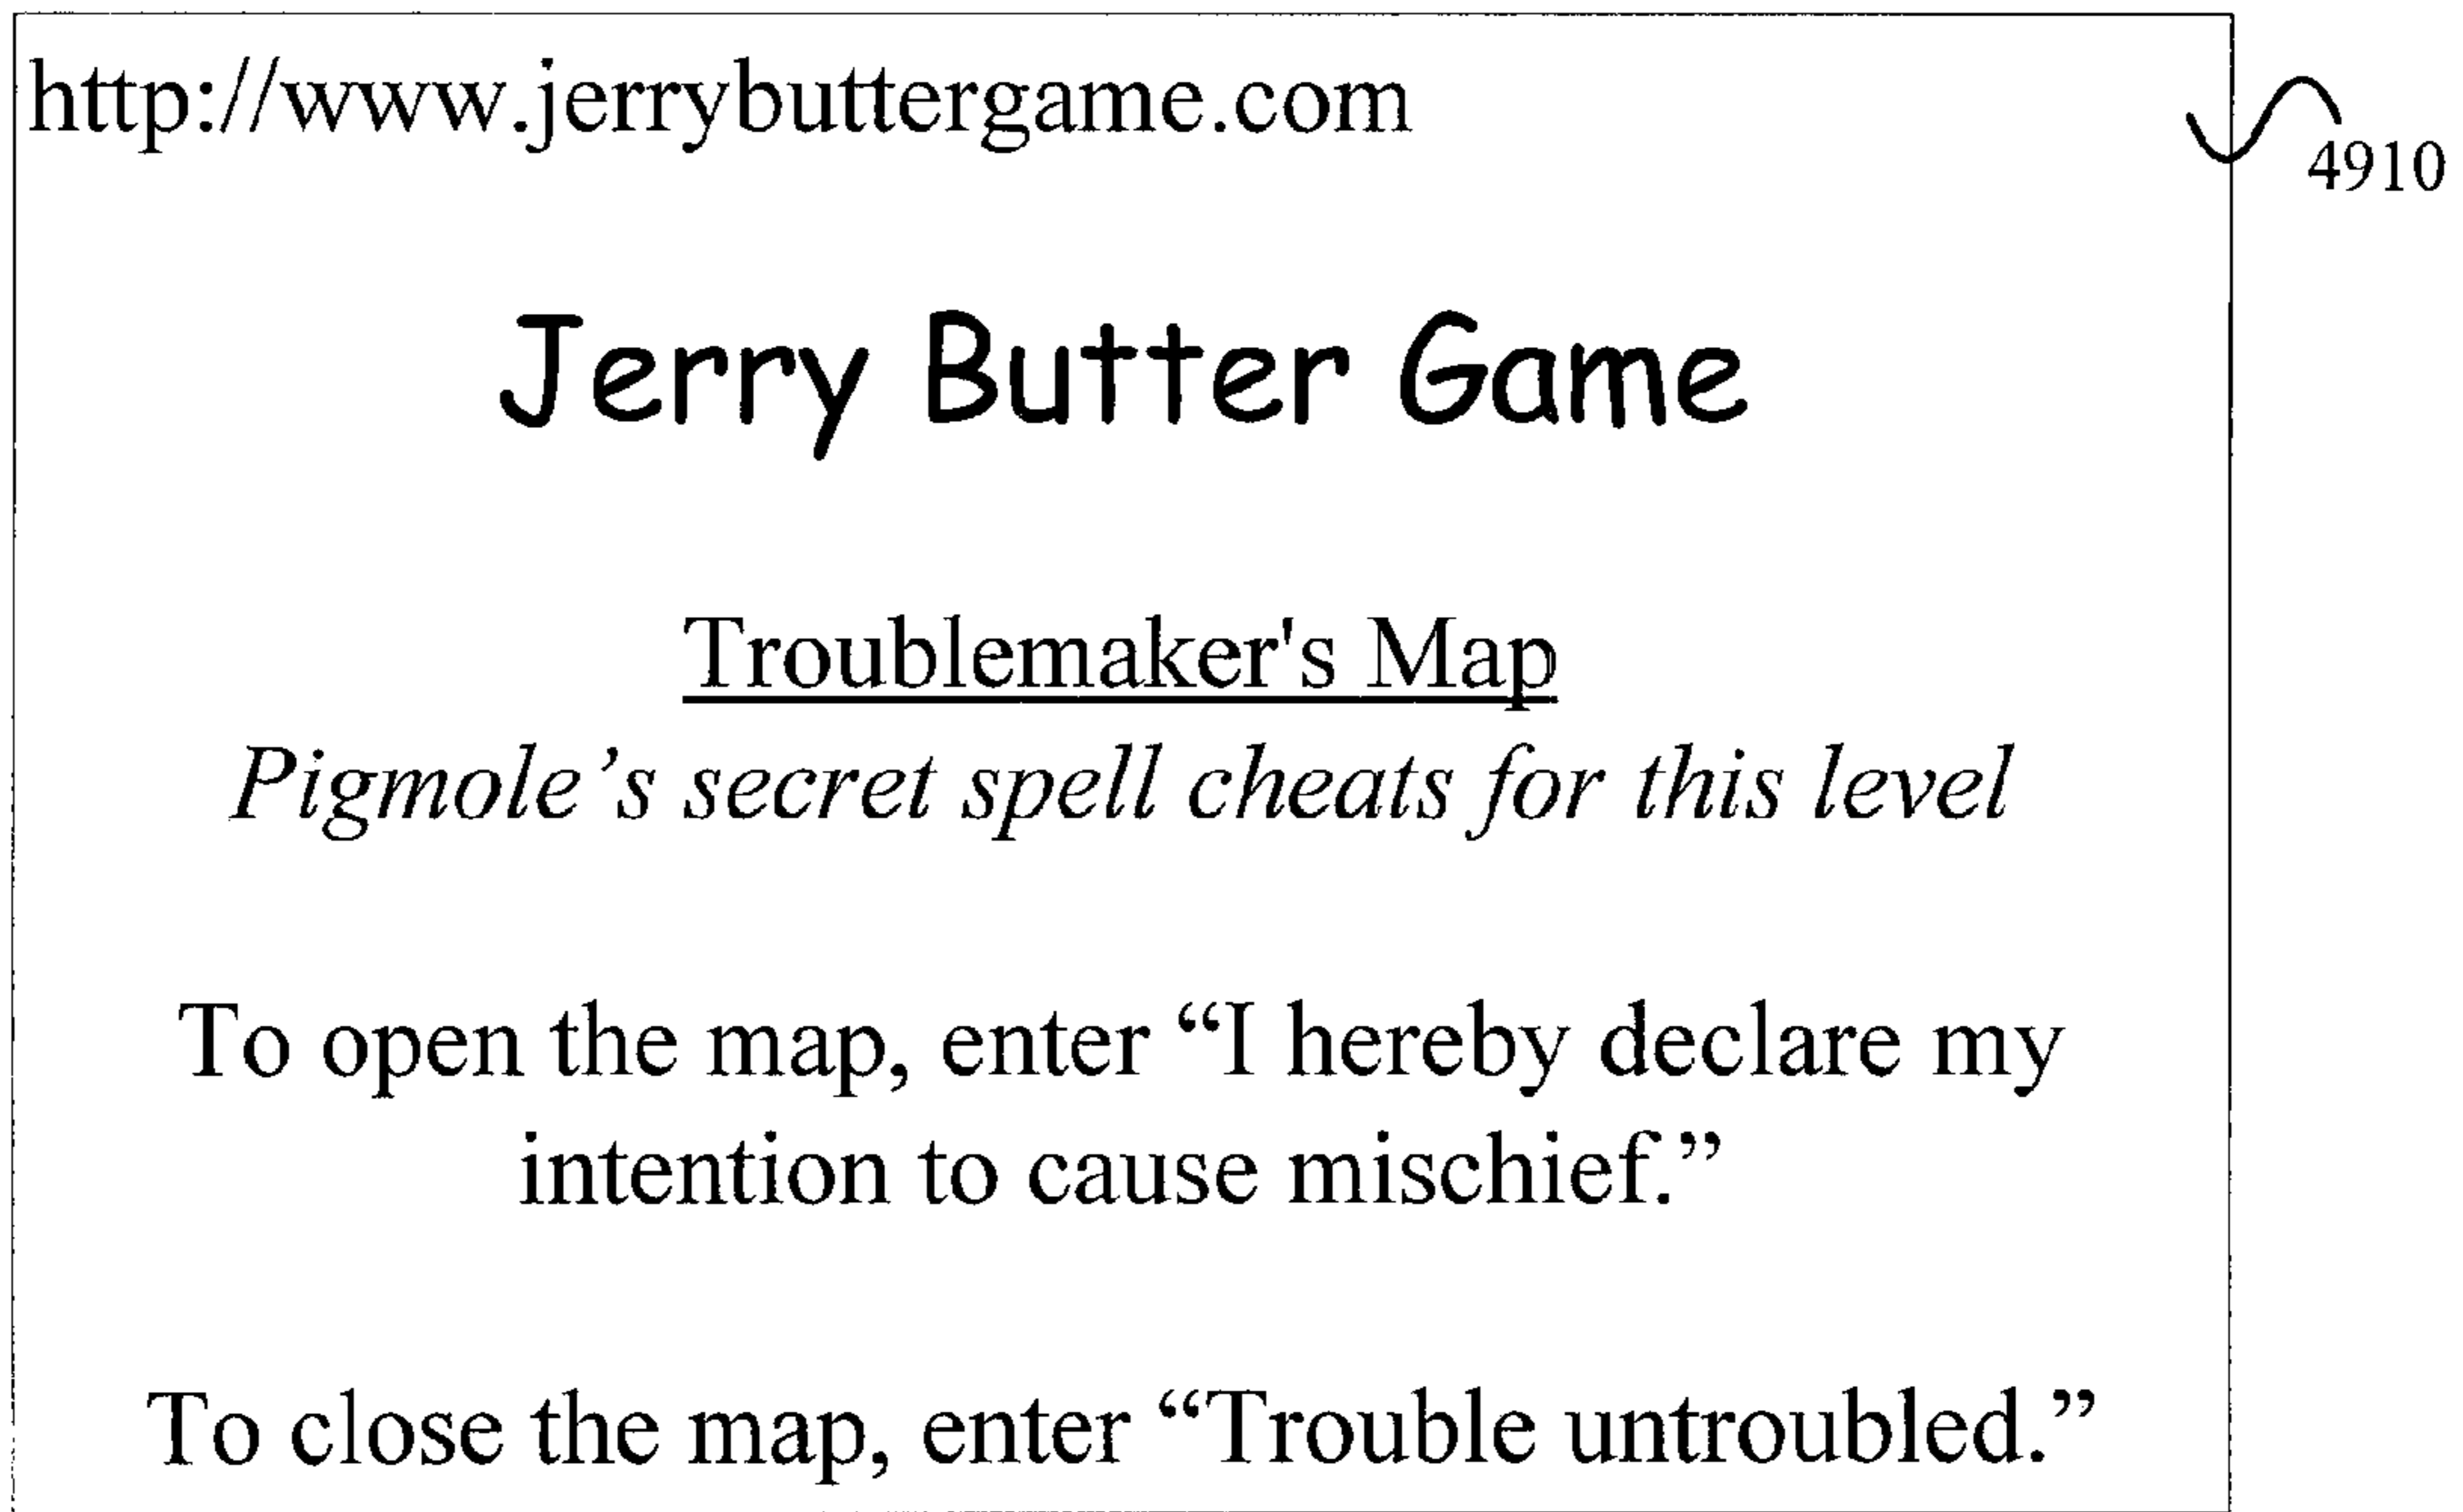 http://www.jerrybuttergame.com
4910
Jerry Butter Game
Troublemaker's Map
Pigmole’s secret spell cheats for this level
To open the map, enter “I hereby declare my
intention to cause mischief.”
To close the map, enter “Trouble untroubled.”